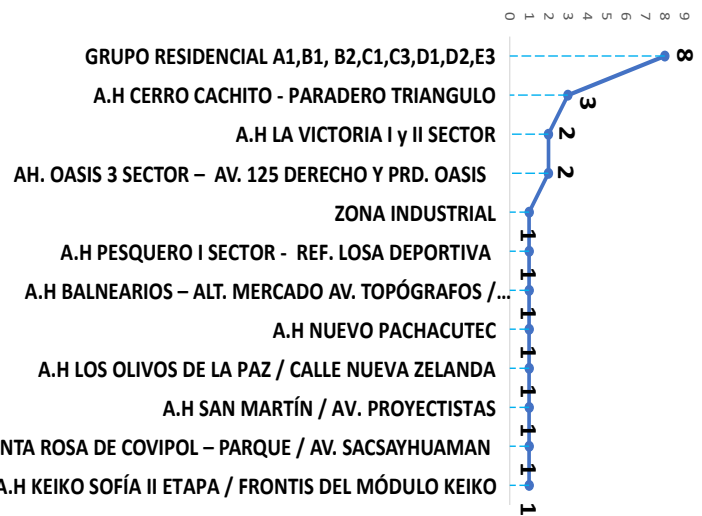 0 1 2 3 4 5 6 7 8 9
GRUPO RESIDENCIAL A1,B1, B2,C1,C3,D1,D2,E3
8
A.H CERRO CACHITO - PARADERO TRIANGULO
3
A.H LA VICTORIA I y II SECTOR
2
AH. OASIS 3 SECTOR – AV. 125 DERECHO Y PRD. OASIS
2
ZONA INDUSTRIAL
1
A.H PESQUERO I SECTOR - REF. LOSA DEPORTIVA
1
A.H BALNEARIOS – ALT. MERCADO AV. TOPÓGRAFOS /...
1
A.H NUEVO PACHACUTEC
1
A.H LOS OLIVOS DE LA PAZ / CALLE NUEVA ZELANDA
1
A.H SAN MARTÍN / AV. PROYECTISTAS
1
NTA ROSA DE COVIPOL – PARQUE / AV. SACSAYHUAMAN
1
A.H KEIKO SOFÍA II ETAPA / FRONTIS DEL MÓDULO KEIKO
1